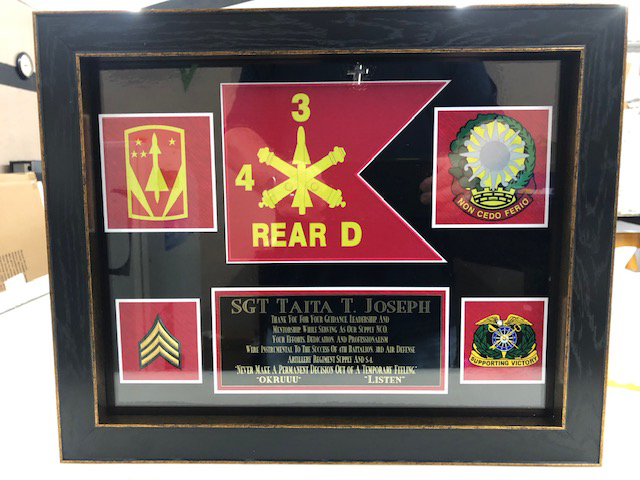 3
4
REAR D
NON CEDO FERIO
SGT TAITA T. JOSEPH
THANK YOU FOR YOUR GUIDANCE LEADERSHIP AND
MENTORSHIP WHILE SERVING AS OUR SUPPLY NCO.
YOUR EFFORTS, DEDICATION AND PROFESSIONALISM
WERE INSTRUMENTAL TO THE SUCCESS OF 4TH BATTALION, 3RD AIR DEFENSE
ARTILLERY REGIMENT SUPPLY AND S-4.
"NEVER MAKE A PERMANENT DECISION OUT OF A TEMPORARY FEELING"
"OKRUUU" "LISTEN"
SUPPORTING VICTORY